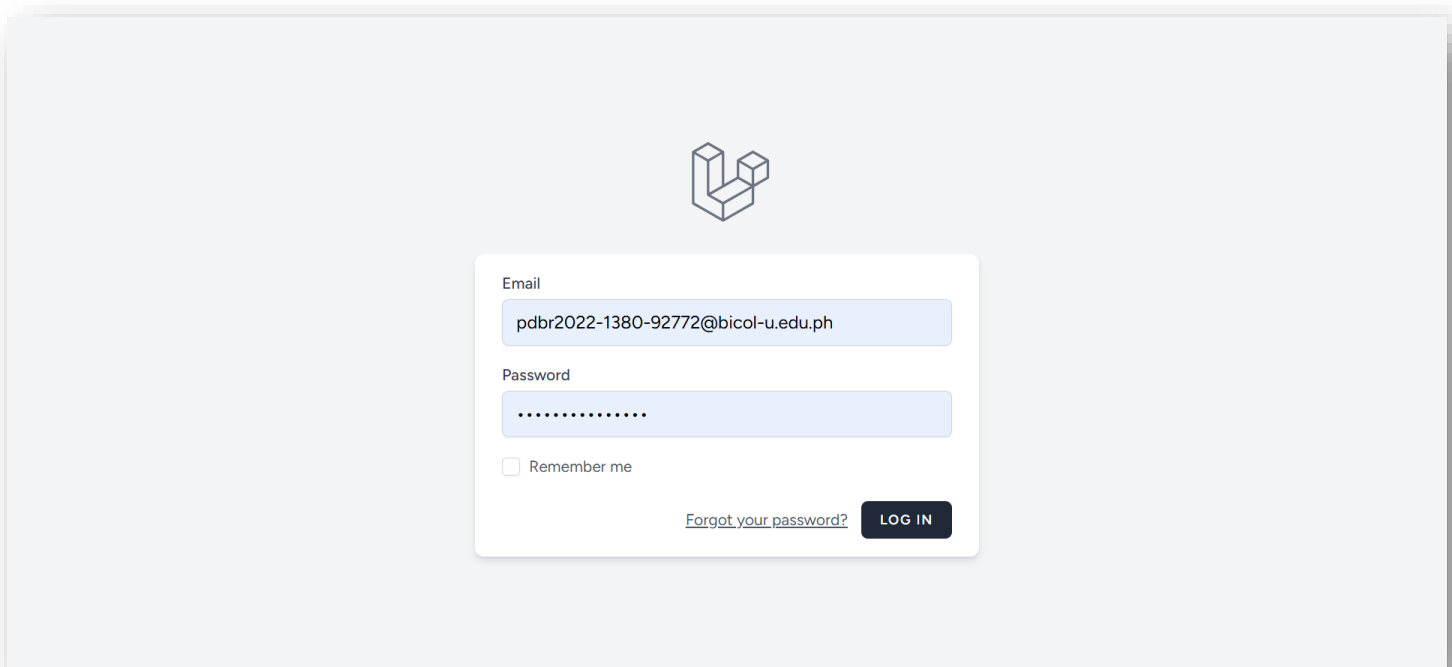 Email
pdbr2022-1380-92772@bicol-u.edu.ph
Password
•••••••••••••••
Remember me
Forgot your password? LOG IN